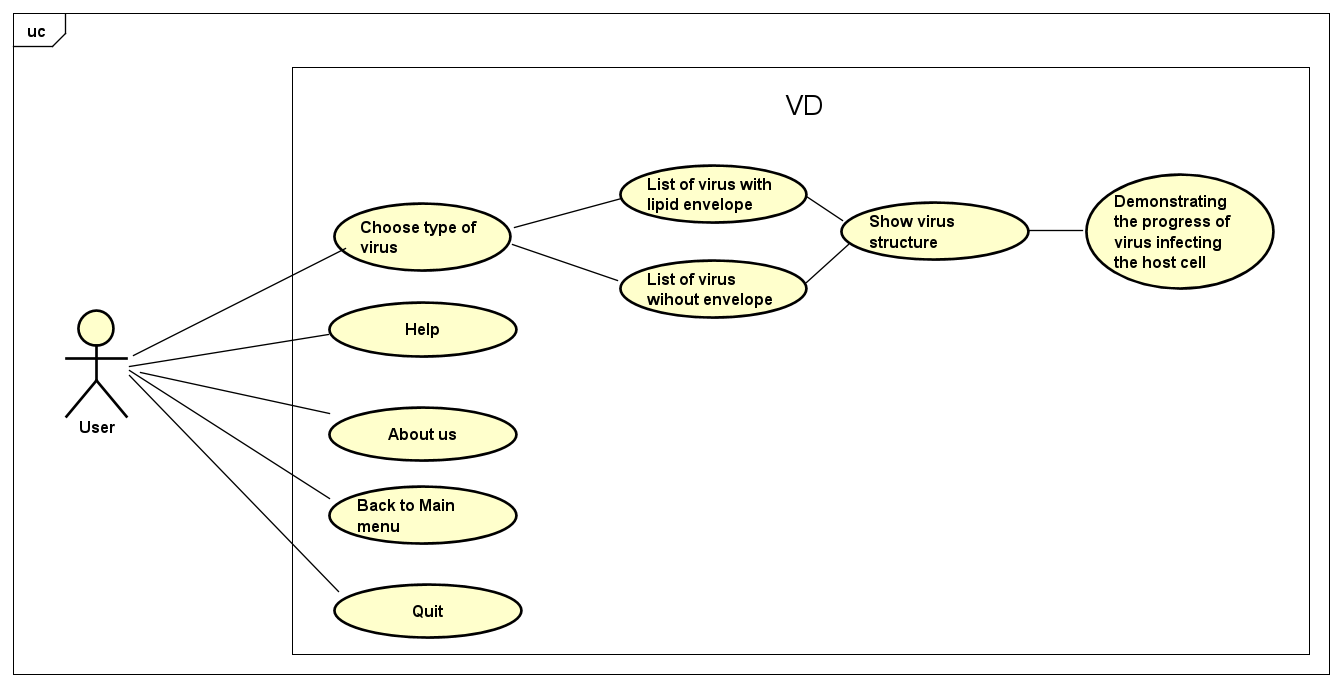 uc
VD
Choose type of
virus
List of virus with
lipid envelope
List of virus
wihout envelope
Show virus
structure
Demonstrating
the progress of
virus infecting
the host cell
Help
About us
Back to Main
menu
Quit
User